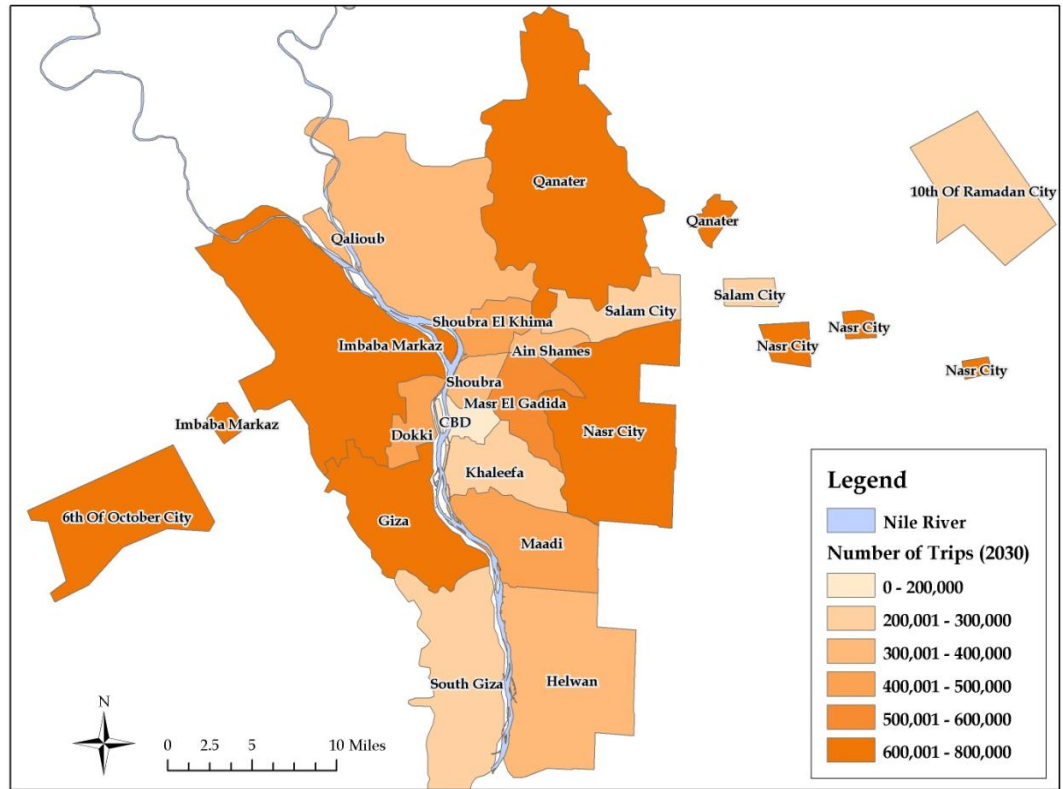 Qanater
10th Of Ramadan City
Qanater
Qalioub
Salam City
Salam City
Shoubra El Khima
Nasr City
Imbaba Markaz
Ain Shames
Nasr City
Nasr City
Shoubra
Masr El Gadida
Imbaba Markaz
CBD
Nasr City
Dokki
Khaleefa
6th Of October City
Giza
Maadi
South Giza
Helwan
N
0 2.5 5 10 Miles
Legend
Nile River
Number of Trips (2030)
0 - 200,000
200,001 - 300,000
300,001 - 400,000
400,001 - 500,000
500,001 - 600,000
600,001 - 800,000